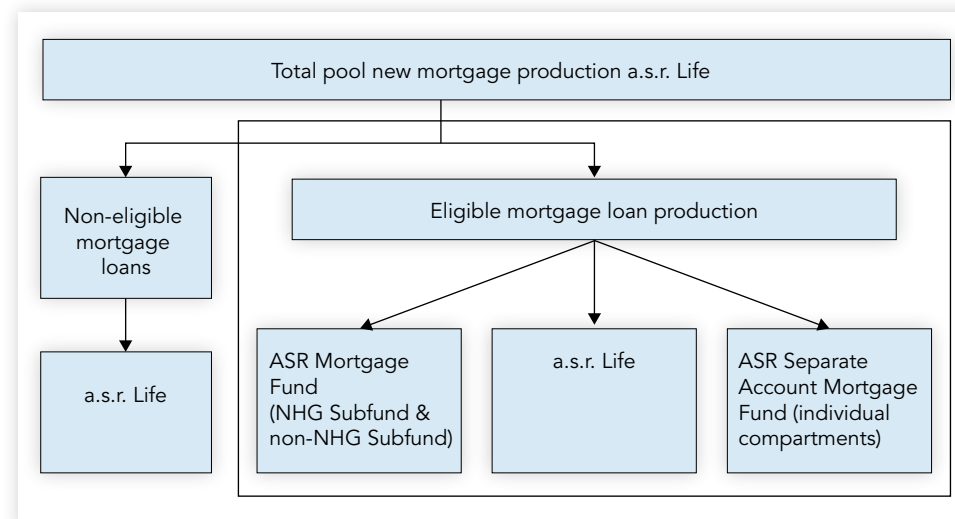 Total pool new mortgage production a.s.r. Life
Non-eligible
mortgage
loans
Eligible mortgage loan production
a.s.r. Life
ASR Mortgage
Fund
(NHG Subfund &
non-NHG Subfund)
a.s.r. Life
ASR Separate
Account Mortgage
Fund (individual
compartments)